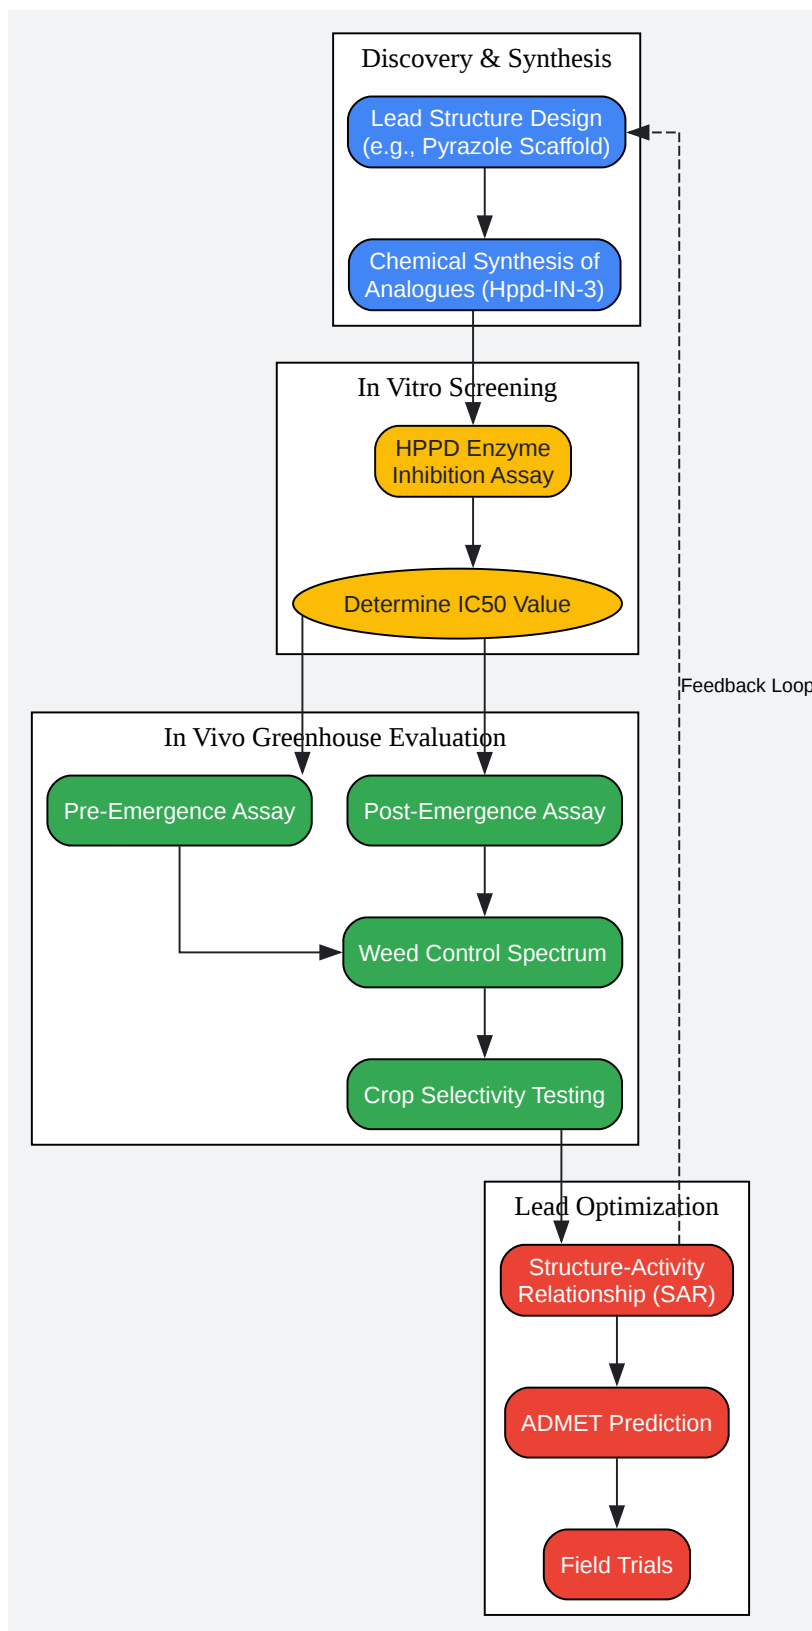 Discovery & Synthesis
Lead Structure Design
(e.g., Pyrazole Scaffold)
Chemical Synthesis of
Analogues (Hppd-IN-3)
In Vitro Screening
HPPD Enzyme
Inhibition Assay
Determine IC50 Value
Feedback Loop
In Vivo Greenhouse Evaluation
Pre-Emergence Assay
Post-Emergence Assay
Weed Control Spectrum
Crop Selectivity Testing
Lead Optimization
Structure-Activity
Relationship (SAR)
ADMET Prediction
Field Trials